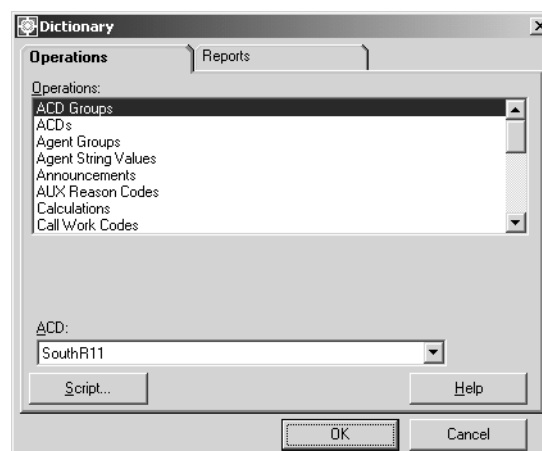 Dictionary
Operations Reports
Operations:
ACD Groups
ACDs
Agent Groups
Agent String Values
Announcements
AUX Reason Codes
Calculations
Call Work Codes
ACD:
SouthR11
Script... Help
OK Cancel